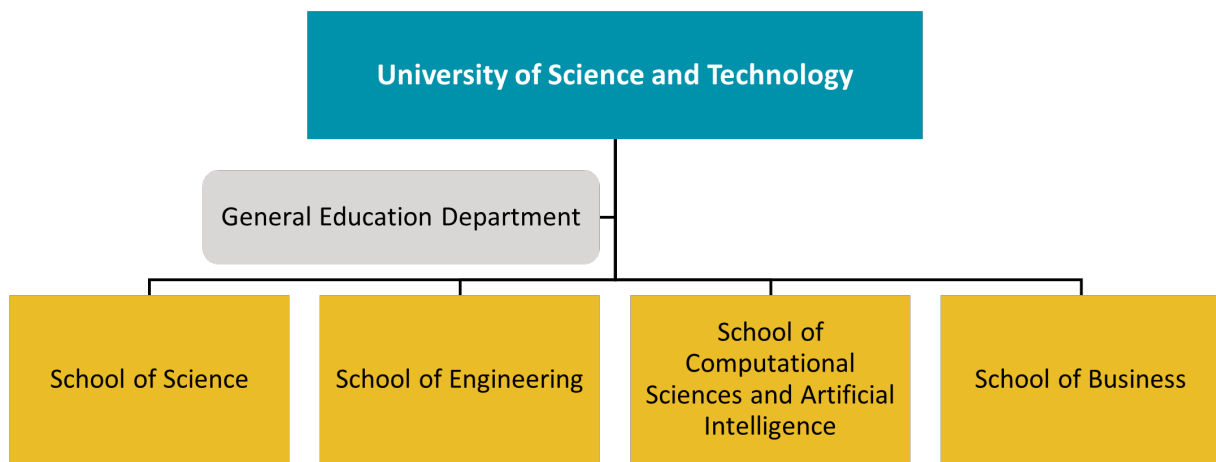 University of Science and Technology
General Education Department
School of Science
School of Engineering
School of
Computational
Sciences and Artificial
Intelligence
School of Business